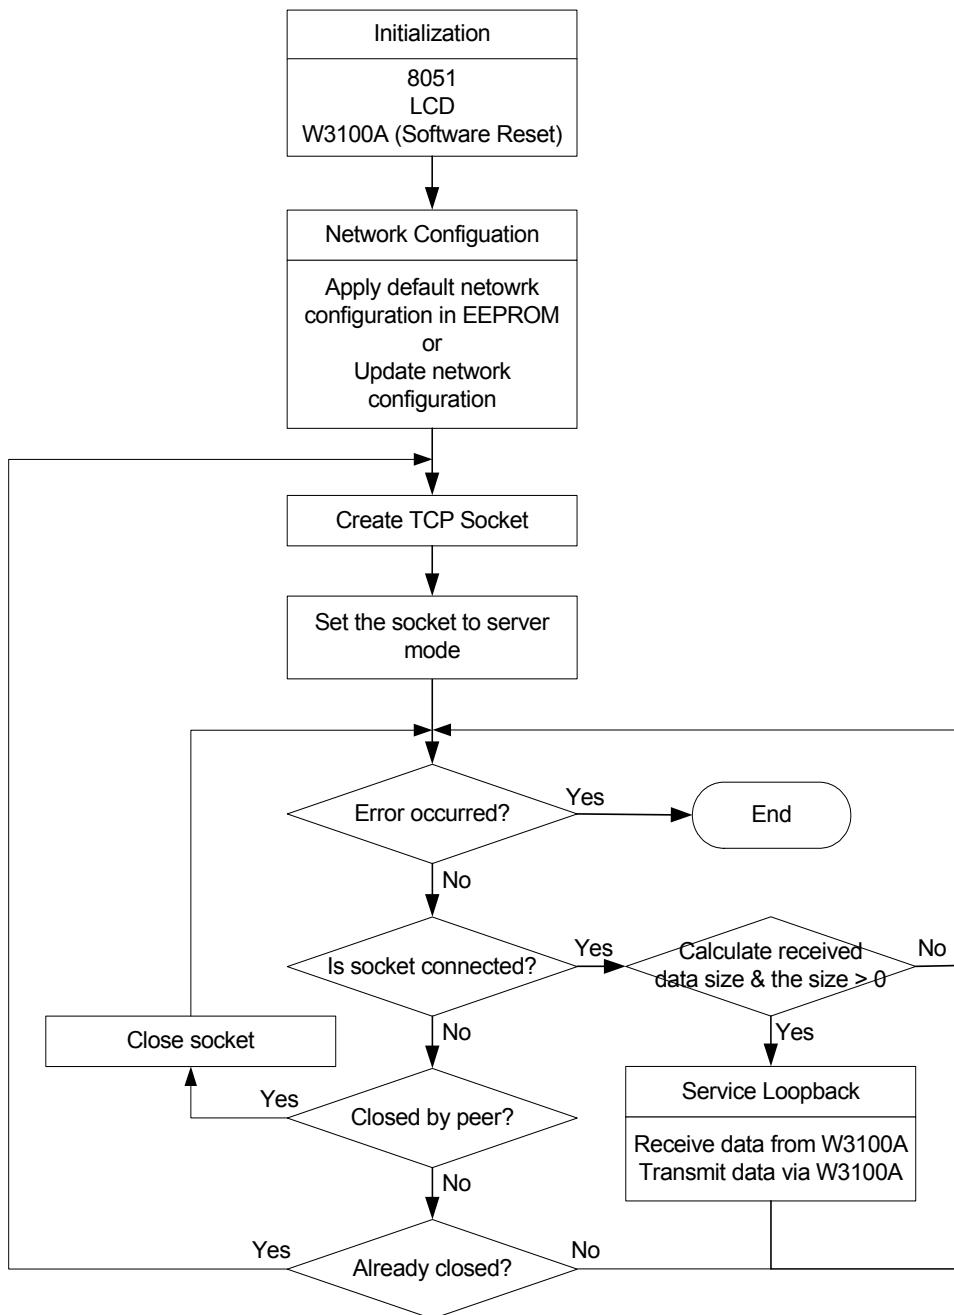 Initialization
8051
LCD
W3100A (Software Reset)
Network Configuation
Apply default netowrk
configuration in EEPROM
or
Update network
configuration
Create TCP Socket
Set the socket to server
mode
Error occurred?
Yes
End
No
Is socket connected?
Yes
Calculate received
data size & the size > 0
No
No
Yes
Close socket
Yes
Closed by peer?
Service Loopback
Receive data from W3100A
Transmit data via W3100A
No
Yes
Already closed?
No